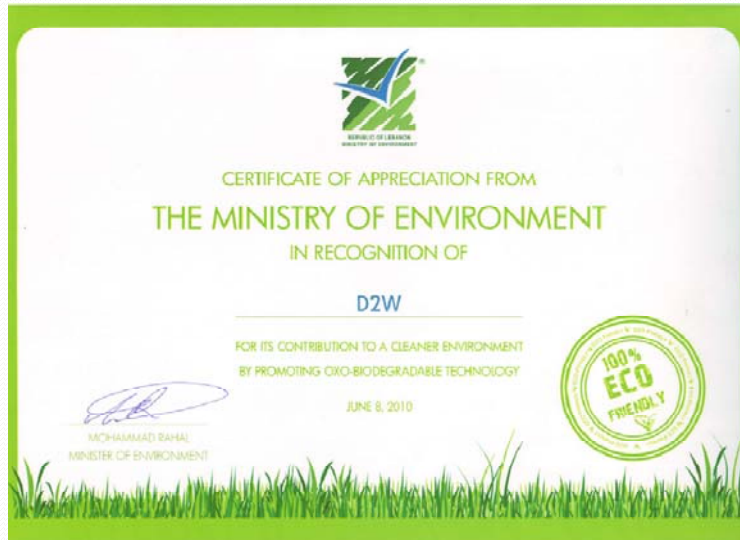 REPUBLIC OF LEBANON
MINISTRY OF ENVIRONMENT
CERTIFICATE OF APPRECIATION FROM
THE MINISTRY OF ENVIRONMENT
IN RECOGNITION OF
D2W
FOR ITS CONTRIBUTION TO A CLEANER ENVIRONMENT
BY PROMOTING OXO-BIODEGRADABLE TECHNOLOGY
JUNE 8, 2010
100%
ECO
FRIENDLY
MOHAMMAD RAHAL
MINISTER OF ENVIRONMENT